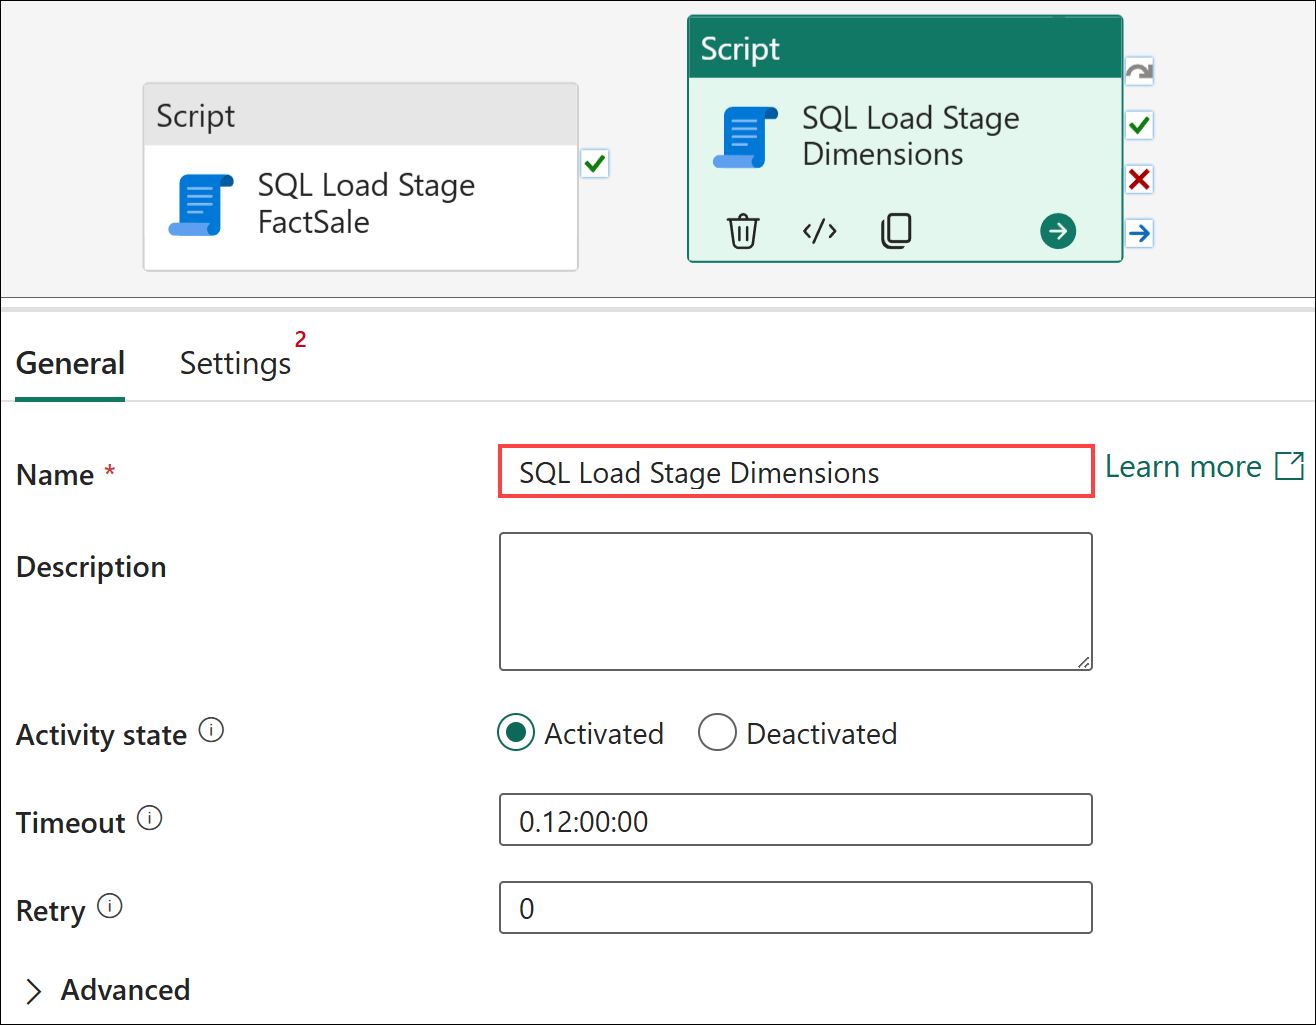 Script
SQL Load Stage
FactSale
Script
SQL Load Stage
Dimensions
General
Settings 2
Name *
SQL Load Stage Dimensions
Learn more
Description
Activity state
Activated
Deactivated
Timeout
0.12:00:00
Retry
0
Advanced